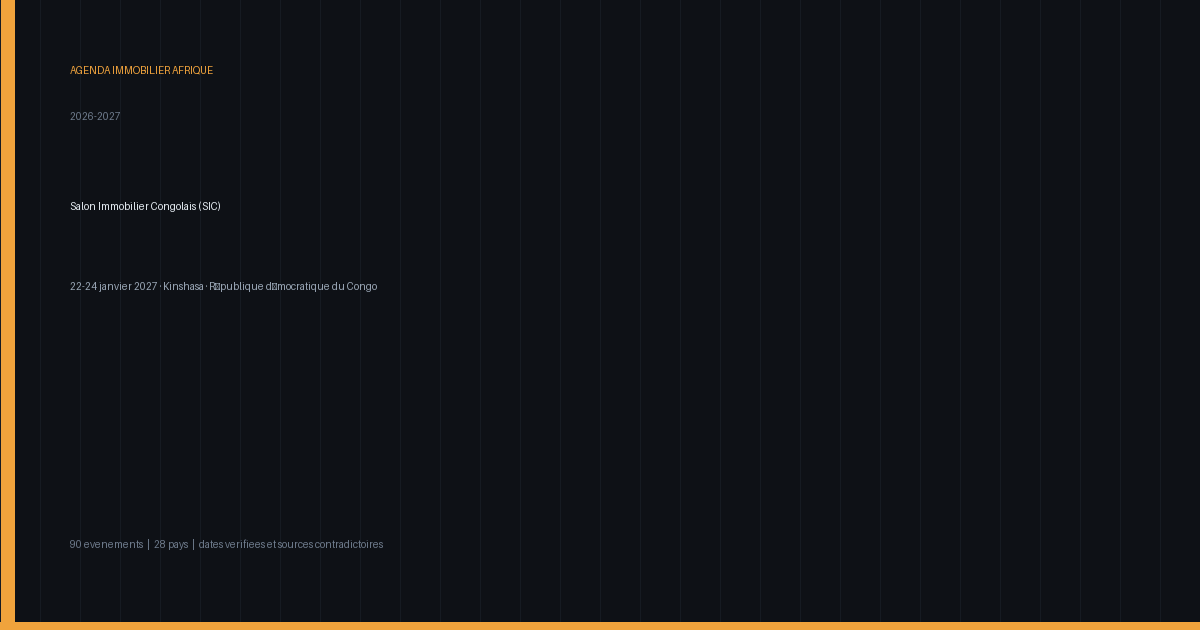 AGENDA IMMOBILIER AFRIQUE
2026-2027
Salon Immobilier Congolais (SIC)
22-24 janvier 2027 · Kinshasa · R▯publique d▯mocratique du Congo
90 evenements | 28 pays | dates verifiees et sources contradictoires